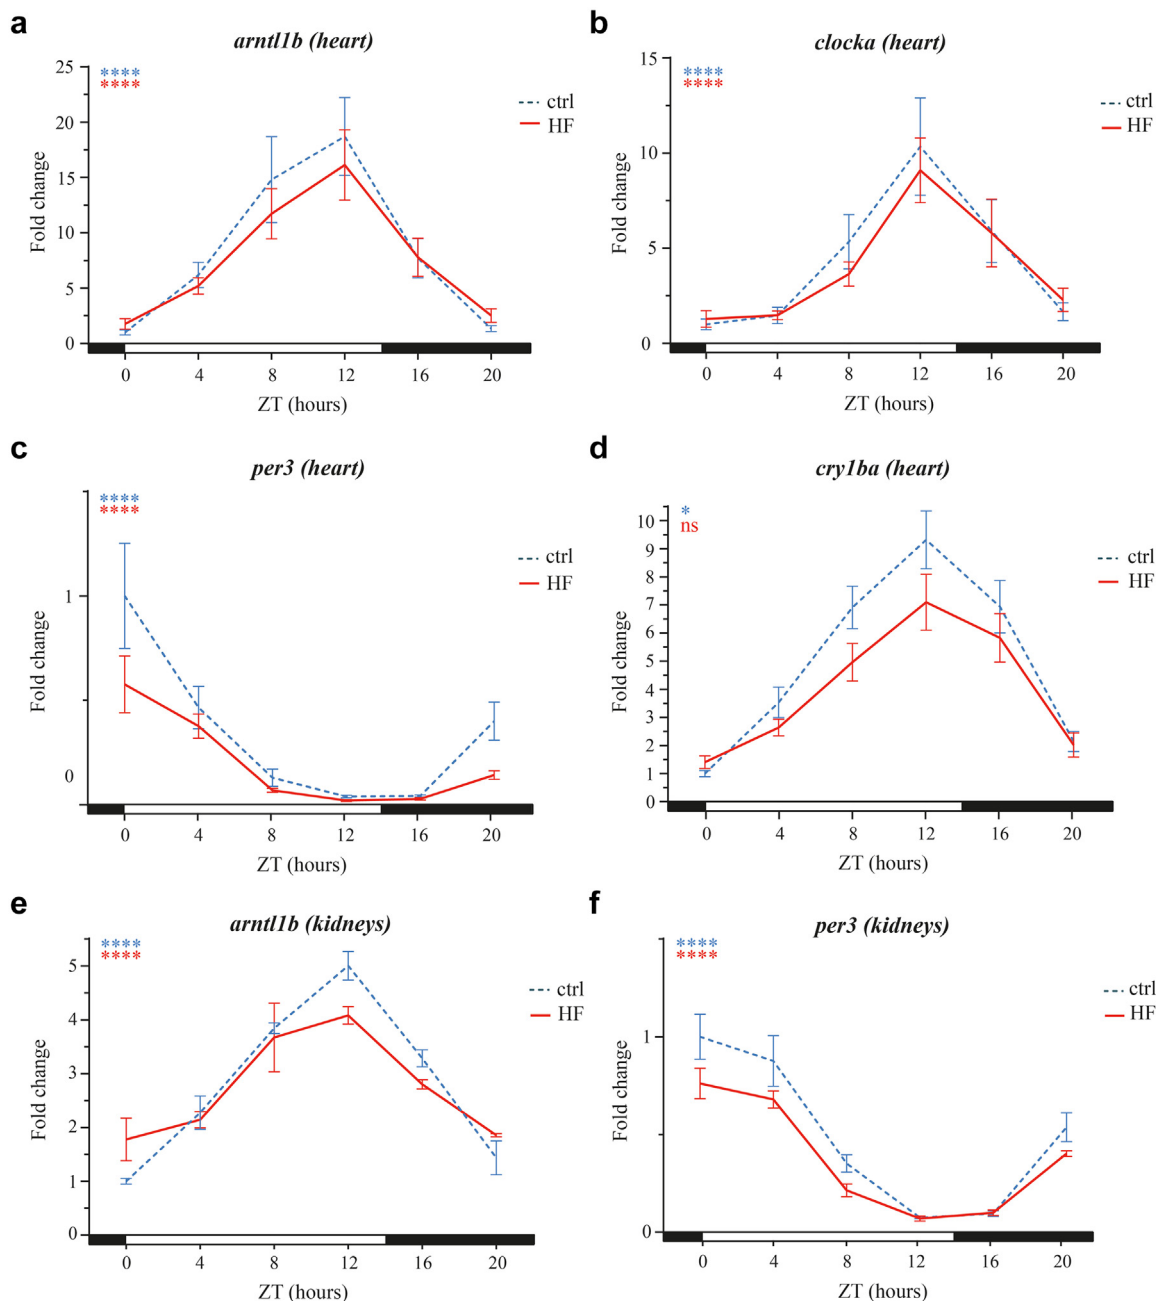 a
arntl1b (heart)
25
20
15
10
5
0
Fold change
****
****
ctrl
HF
0 4 8 12 16 20
ZT (hours)
b
clocka (heart)
15
10
5
0
Fold change
****
****
ctrl
HF
0 4 8 12 16 20
ZT (hours)
c
per3 (heart)
1
0
Fold change
****
****
ctrl
HF
0 4 8 12 16 20
ZT (hours)
d
cry1ba (heart)
10
9
8
7
6
5
4
3
2
1
0
Fold change
*
ns
ctrl
HF
0 4 8 12 16 20
ZT (hours)
e
arntl1b (kidneys)
5
4
3
2
1
0
Fold change
****
****
ctrl
HF
0 4 8 12 16 20
ZT (hours)
f
per3 (kidneys)
1
0
Fold change
****
****
ctrl
HF
0 4 8 12 16 20
ZT (hours)